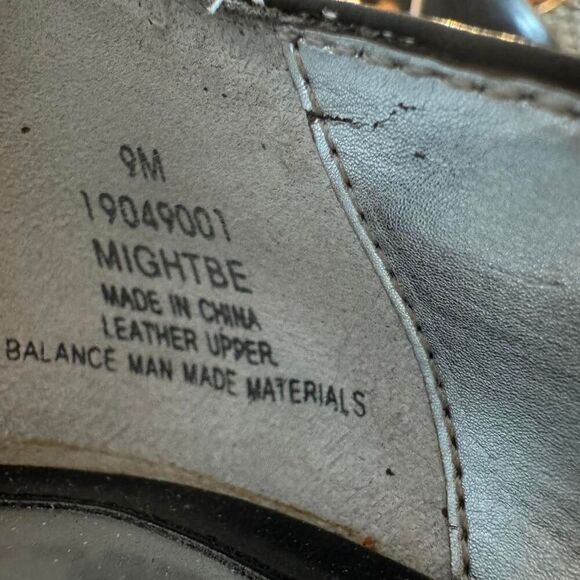 9M
19049001
MIGHTBE
MADE IN CHINA
LEATHER UPPER
BALANCE MAN MADE MATERIALS